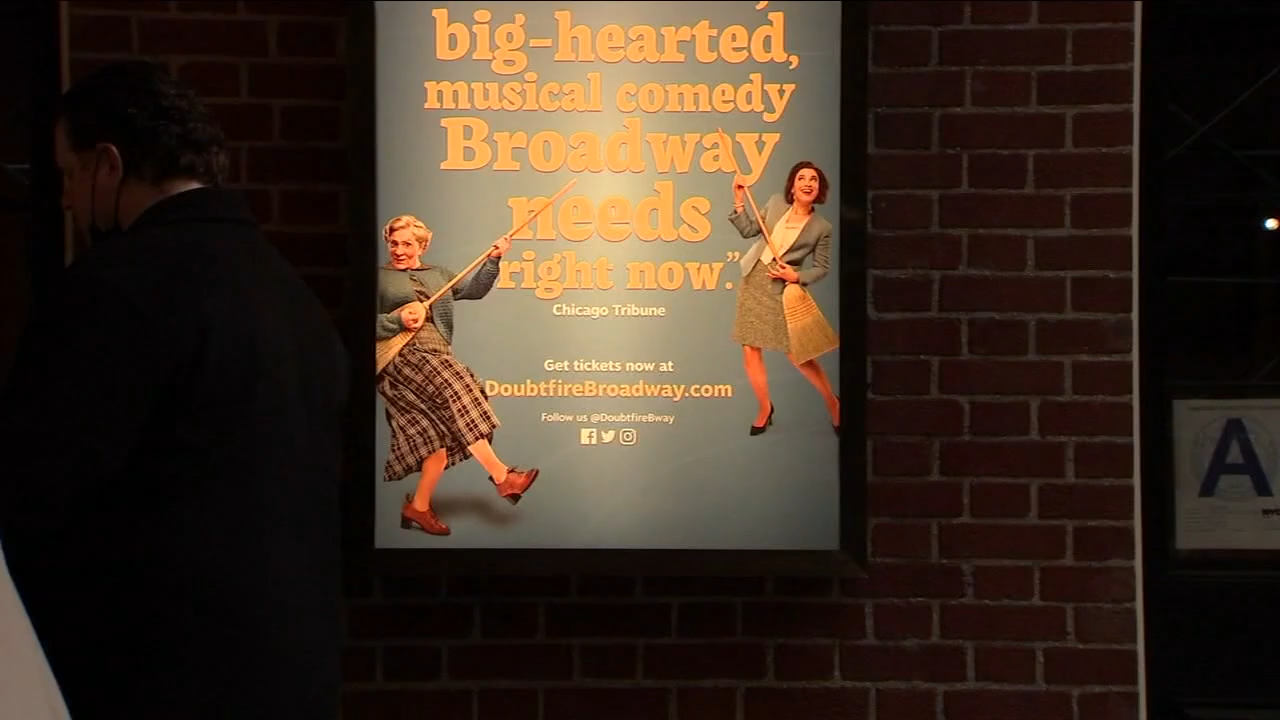 big-hearted,
musical comedy
Broadway
needs
right now."
Chicago Tribune
Get tickets now at
DoubtfireBroadway.com
Follow us @DoubtfireBway
A
NYC